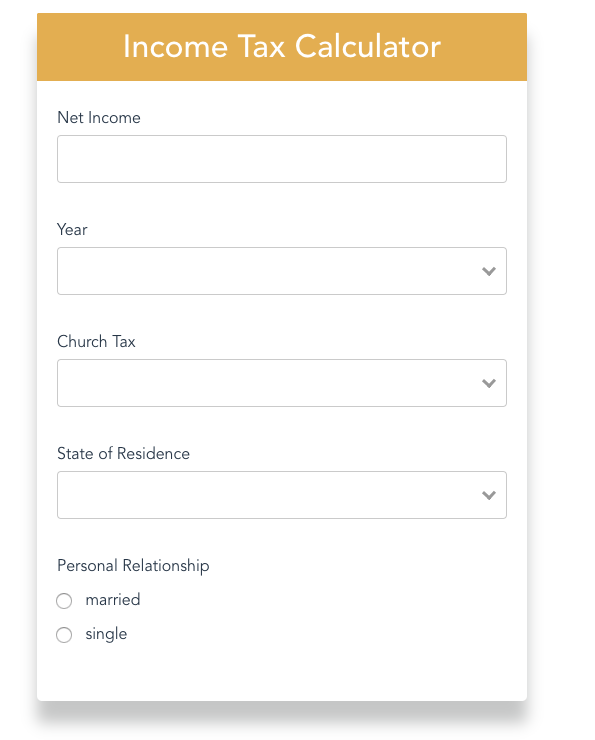 Income Tax Calculator
Net Income
Year
Church Tax
State of Residence
Personal Relationship
married
single